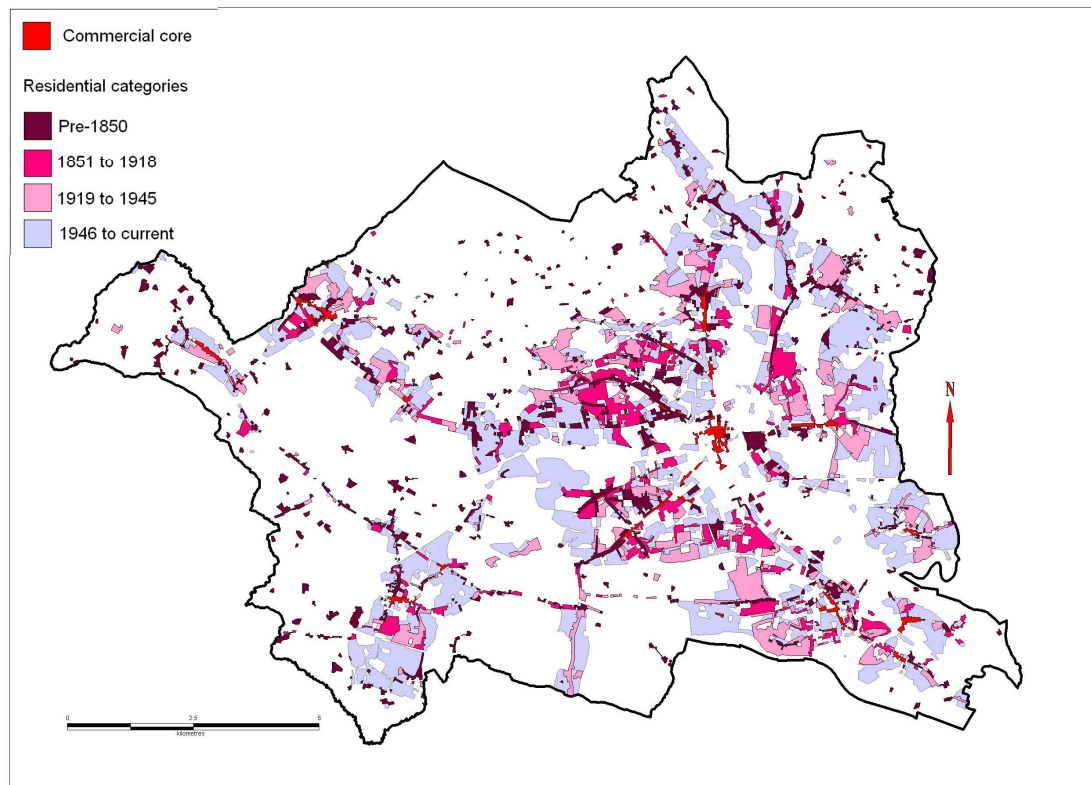 Commercial core
Residential categories
Pre-1850
1851 to 1918
1919 to 1945
1946 to current
N
0 2.5 5
kilometres